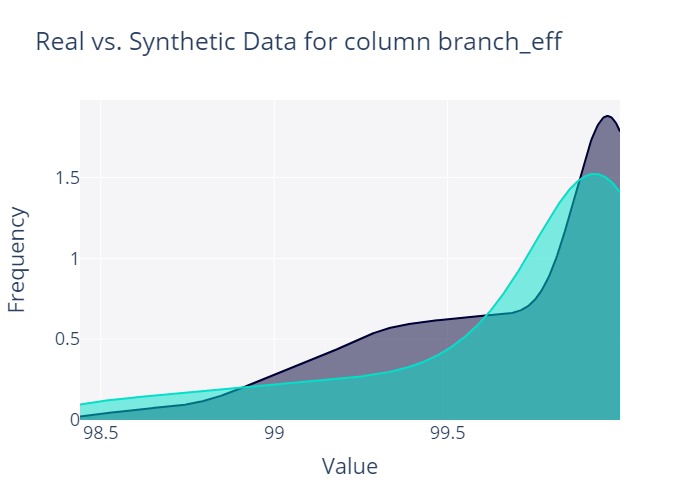 Real vs. Synthetic Data for column branch_eff
Frequency
1.5
1
0.5
0
98.5 99 99.5
Value